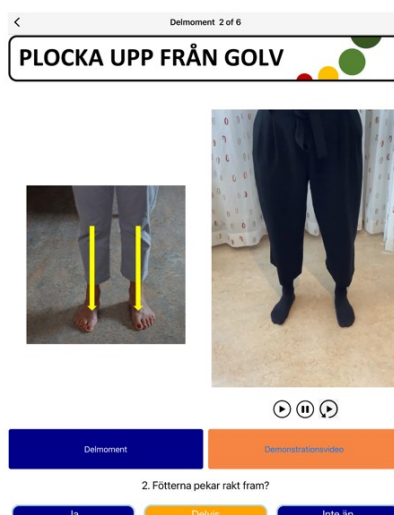 Delmoment 2 of 6
PLOCKA UPP FRÅN GOLV
Delmoment
Demonstrationsvideo
2. Fötterna pekar rakt fram?
Ja
Delvis
Inte än